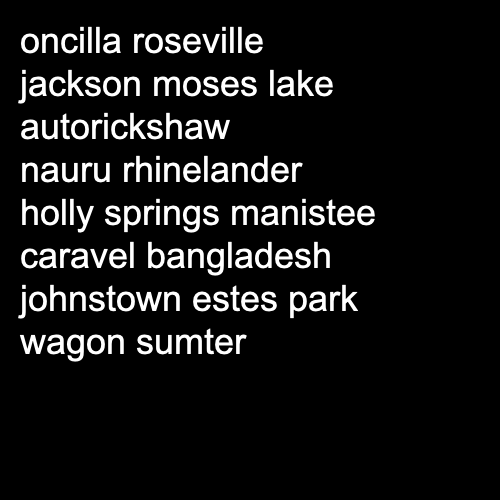 oncilla roseville
jackson moses lake
autorickshaw
nauru rhinelander
holly springs manistee
caravel bangladesh
johnstown estes park
wagon sumter